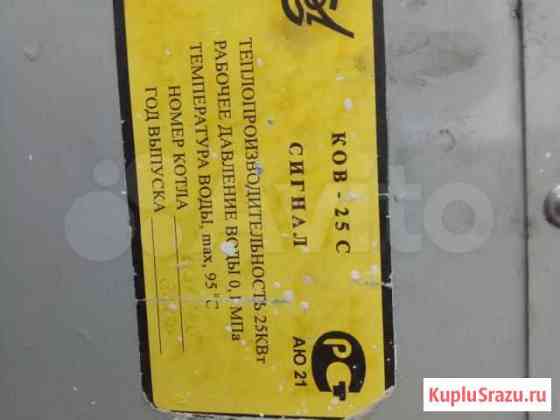 КОВ - 25 С
СИГНАЛ
ТЕПЛОПРОИЗВОДИТЕЛЬНОСТЬ 25КВт
РАБОЧЕЕ ДАВЛЕНИЕ ВОДЫ 0,1 МПа
ТЕМПЕРАТУРА ВОДЫ, max, 95 °С
НОМЕР КОТЛА
ГОД ВЫПУСКА
РСТ
АЮ 21
Avito
KupluSrazu.ru